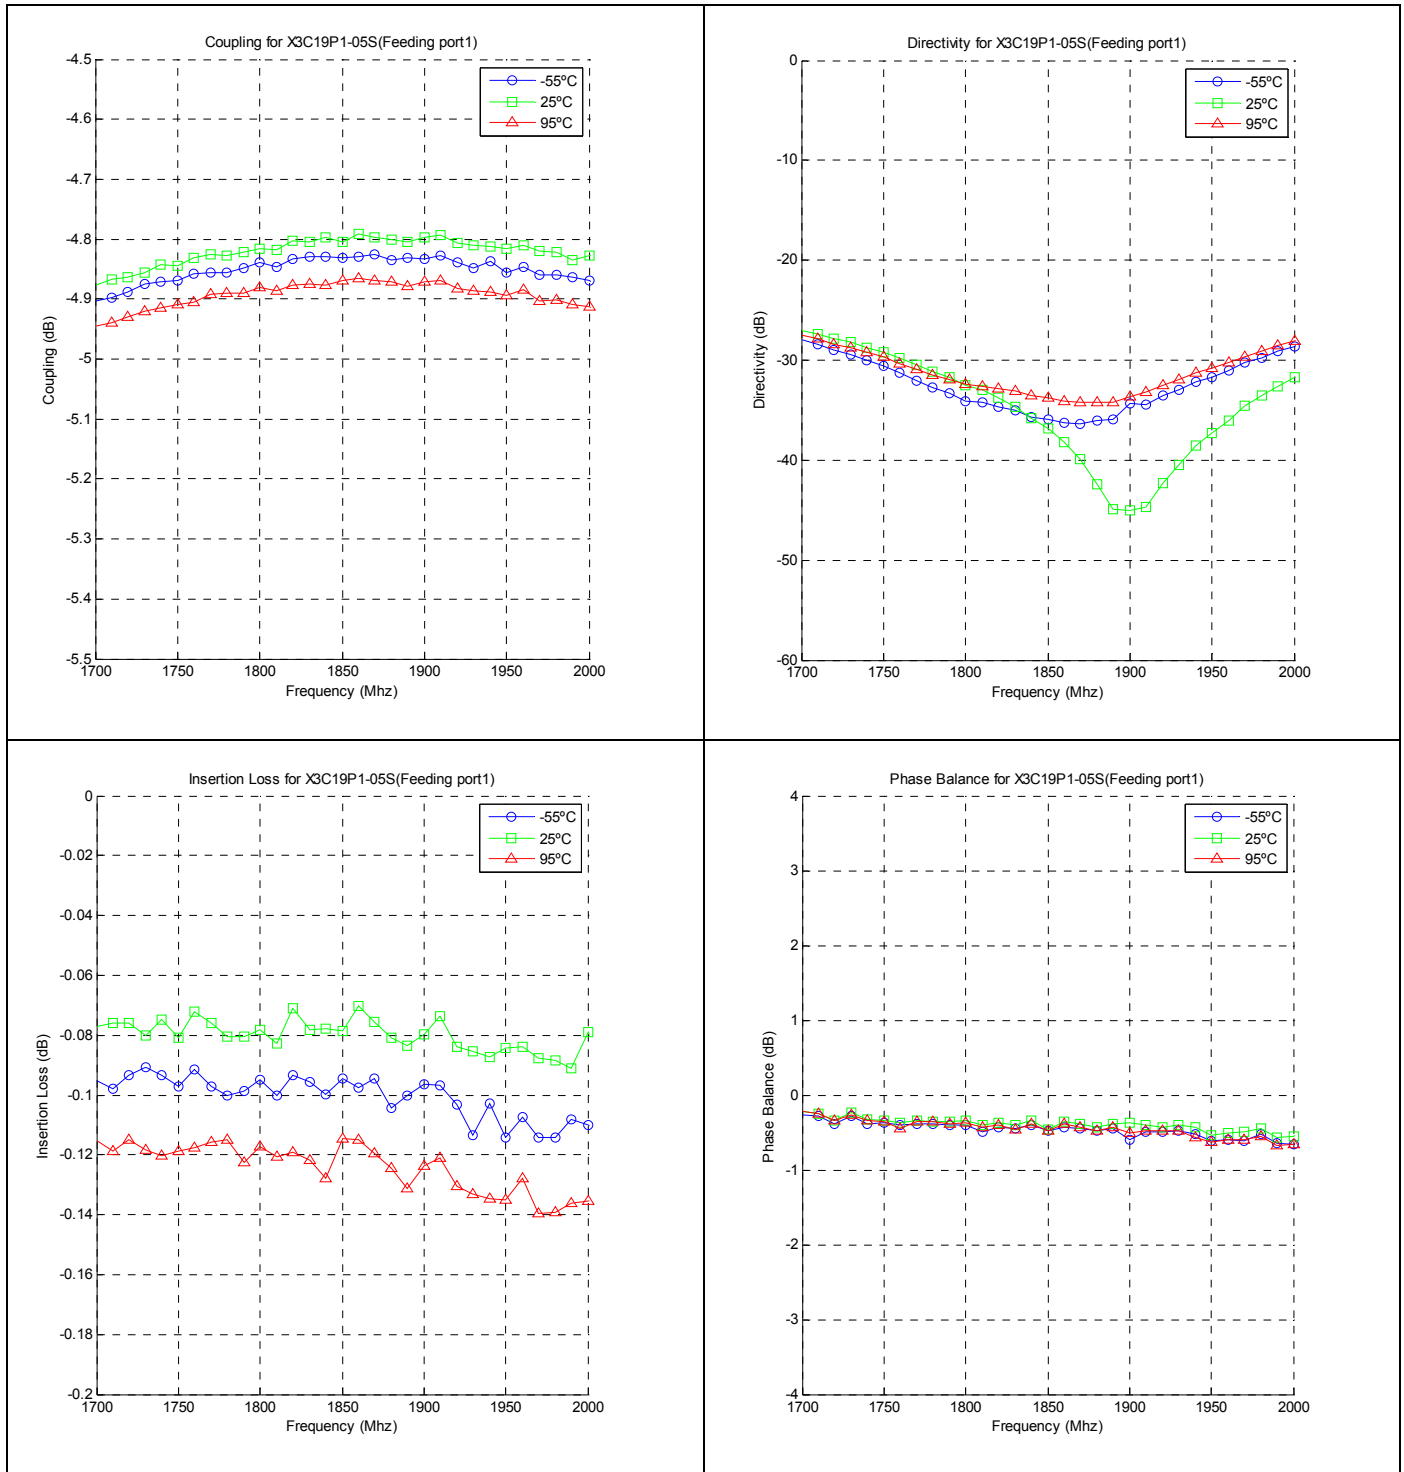 Coupling for X3C19P1-05S(Feeding port1)
-4.5
-4.6
-4.7
-4.8
-4.9
-5
-5.1
-5.2
-5.3
-5.4
-5.5
Coupling (dB)
-55ºC
25ºC
95ºC
1700 1750 1800 1850 1900 1950 2000
Frequency (Mhz)
Directivity for X3C19P1-05S(Feeding port1)
0
-10
-20
-30
-40
-50
-60
Directivity (dB)
-55ºC
25ºC
95ºC
1700 1750 1800 1850 1900 1950 2000
Frequency (Mhz)
Insertion Loss for X3C19P1-05S(Feeding port1)
0
-0.02
-0.04
-0.06
-0.08
-0.1
-0.12
-0.14
-0.16
-0.18
-0.2
Insertion Loss (dB)
-55ºC
25ºC
95ºC
1700 1750 1800 1850 1900 1950 2000
Frequency (Mhz)
Phase Balance for X3C19P1-05S(Feeding port1)
4
3
2
1
0
-1
-2
-3
-4
Phase Balance (dB)
-55ºC
25ºC
95ºC
1700 1750 1800 1850 1900 1950 2000
Frequency (Mhz)